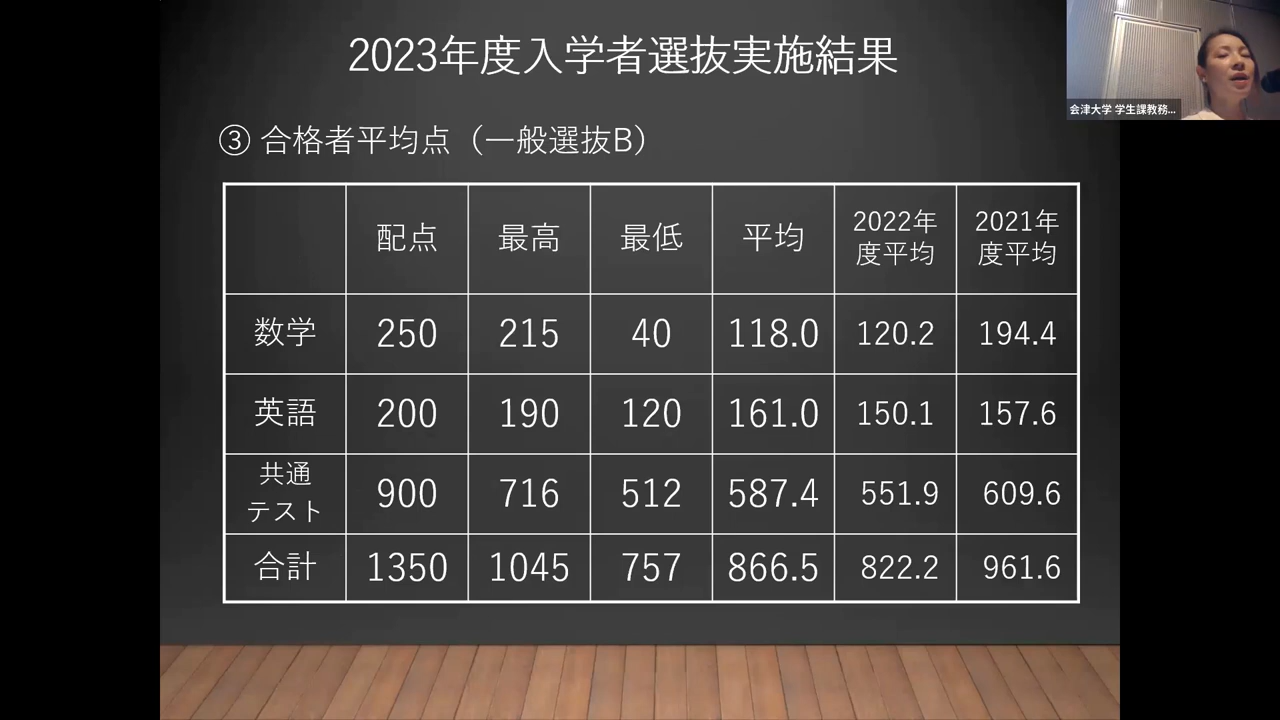 2023年度入学者選抜実施結果
会津大学 学生課教務...
③ 合格者平均点（一般選抜B）
配点 最高 最低 平均 2022年度平均 2021年度平均
数学 250 215 40 118.0 120.2 194.4
英語 200 190 120 161.0 150.1 157.6
共通テスト 900 716 512 587.4 551.9 609.6
合計 1350 1045 757 866.5 822.2 961.6